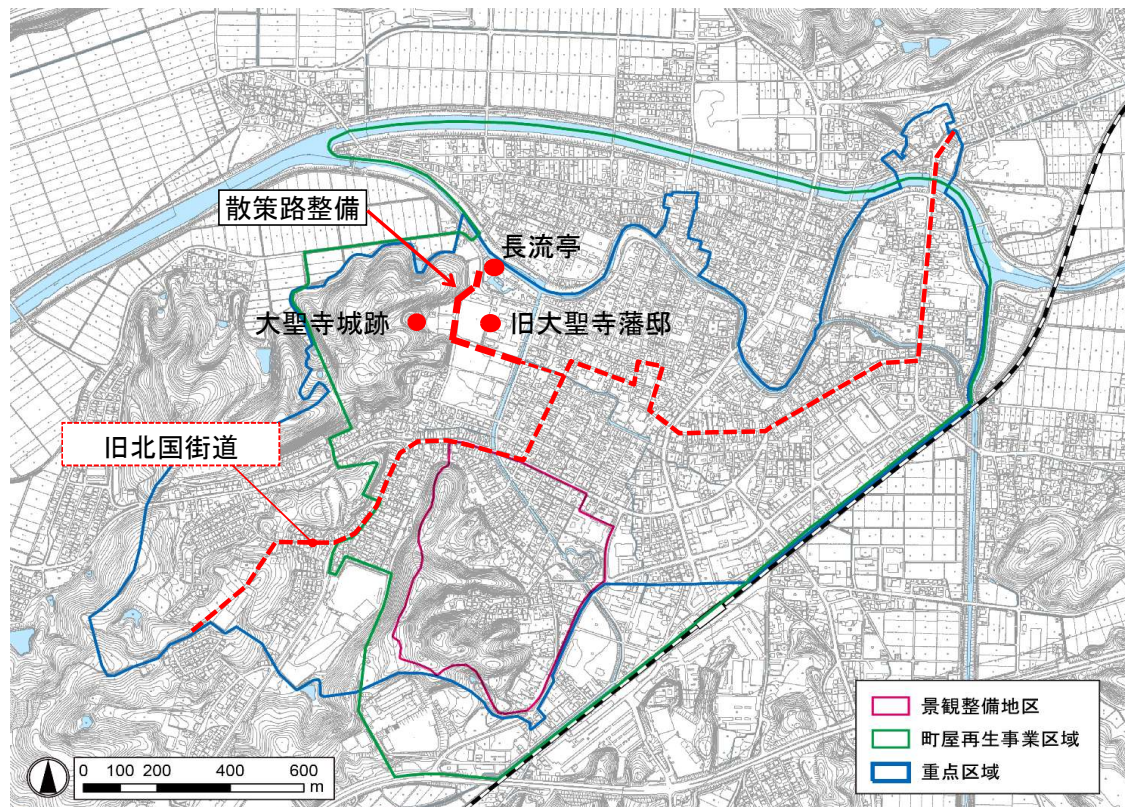 散策路整備
長流亭
大聖寺城跡
旧大聖寺藩邸
旧北国街道
景観整備地区
町屋再生事業区域
重点区域
0 100 200 400 600
m